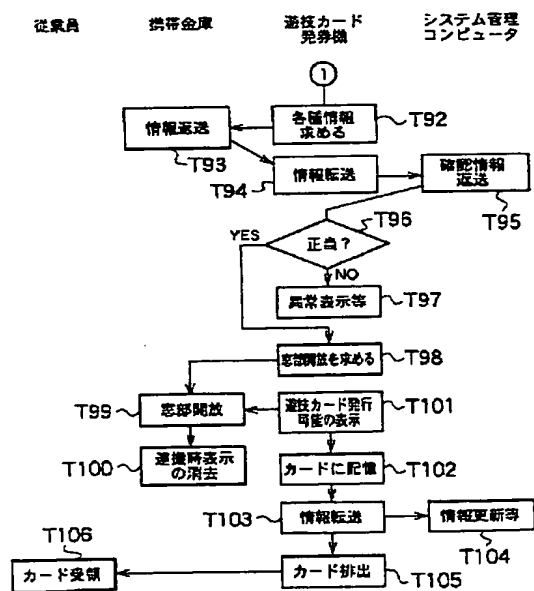 従業員
携帯金庫
遊技カード
発券機
システム管理
コンピュータ
1
各種情報
求める
T92
情報返送
T93
T94
情報転送
確認情報
返送
T95
T96
正当?
YES
NO
異常表示等
T97
窓部開放を求める
T98
T99
窓部開放
遊技カード発行
可能の表示
T101
T100
連携時表示
の消去
カードに記憶
T102
T103
情報転送
情報更新等
T104
T106
カード受領
カード排出
T105